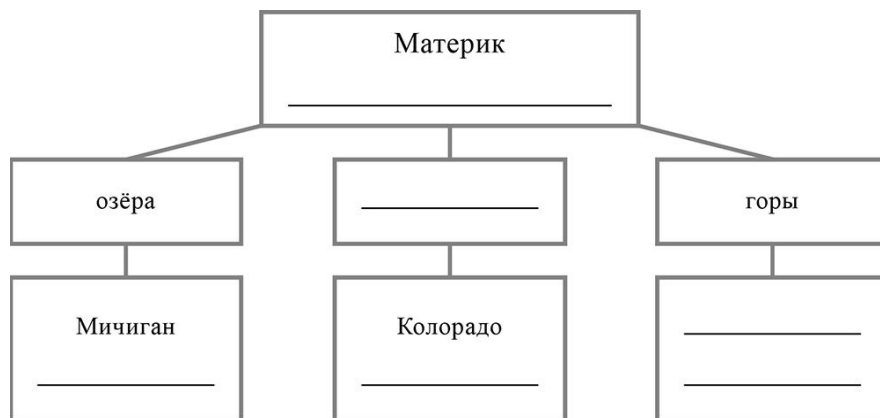 Материк
озёра
горы
Мичиган
Колорадо